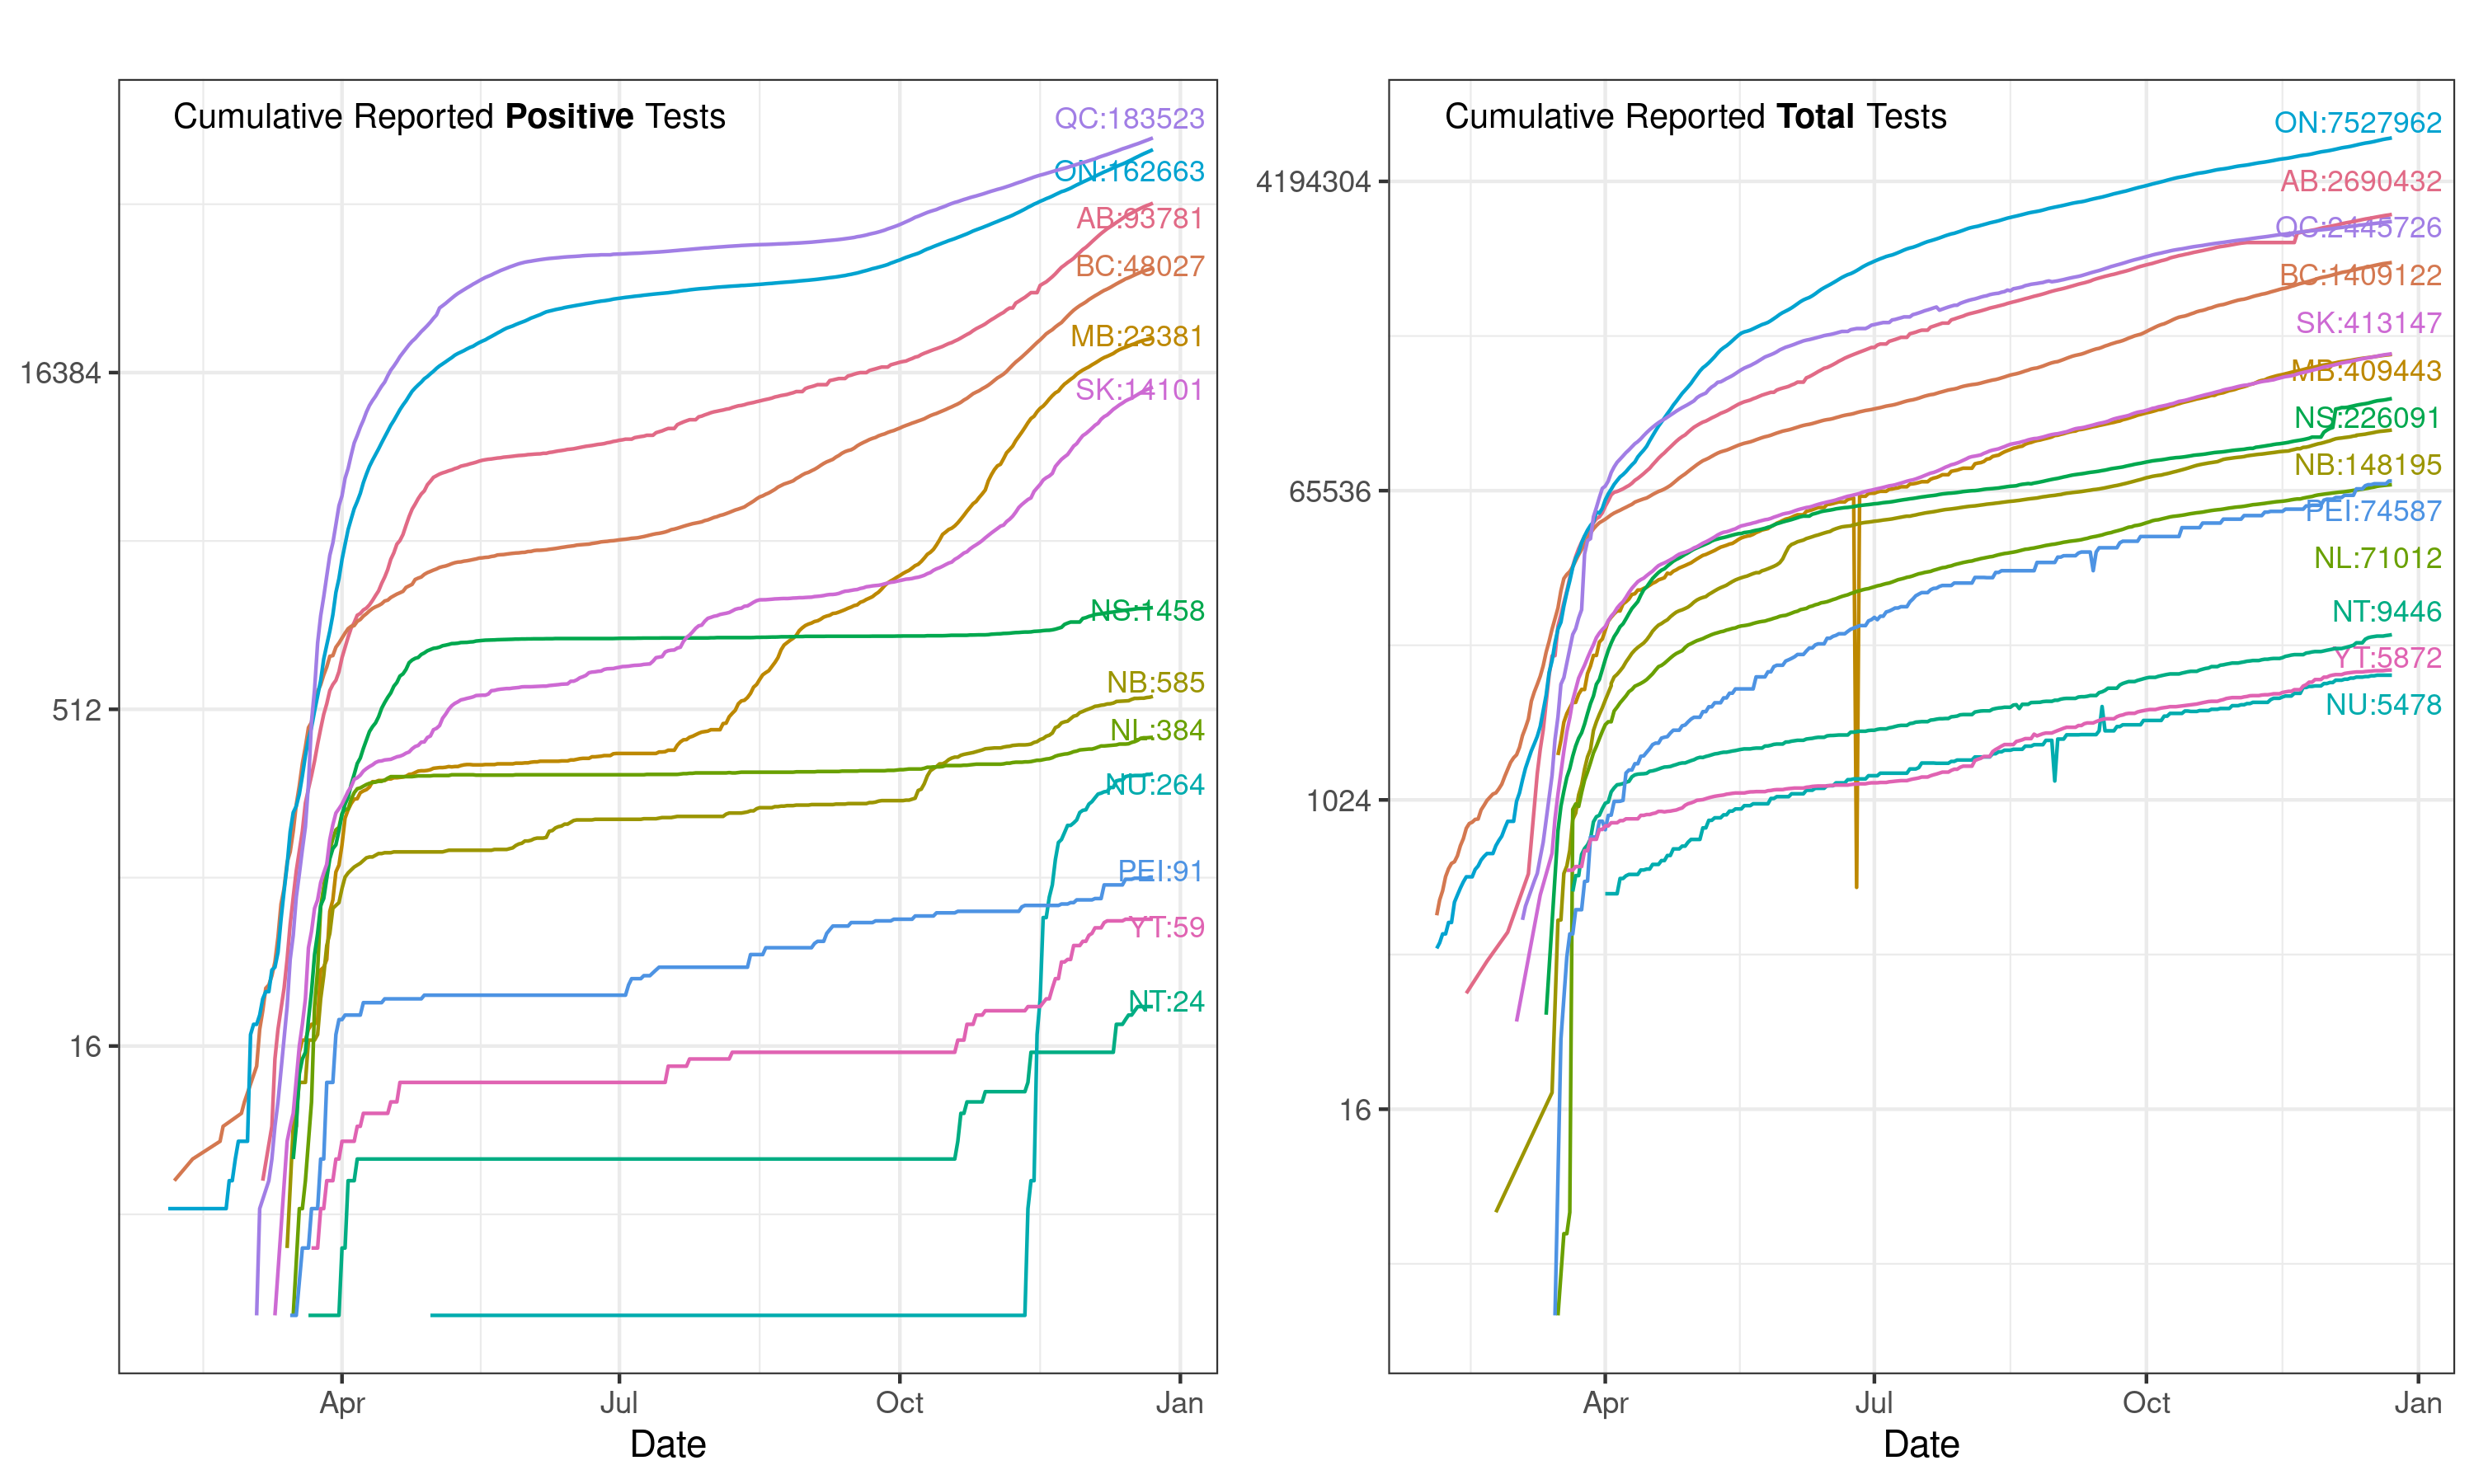 Cumulative Reported Positive Tests
QC:183523
ON:162663
AB:93781
BC:48027
MB:23381
SK:14101
NS:1458
NB:585
NL:384
NU:264
PEI:91
YT:59
NT:24
16384
512
16
Apr
Jul
Oct
Jan
Date
Cumulative Reported Total Tests
ON:7527962
AB:2690432
QC:2445726
BC:1409122
SK:413147
MB:409443
NS:226091
NB:148195
PEI:74587
NL:71012
NT:9446
YT:5872
NU:5478
4194304
65536
1024
16
Apr
Jul
Oct
Jan
Date